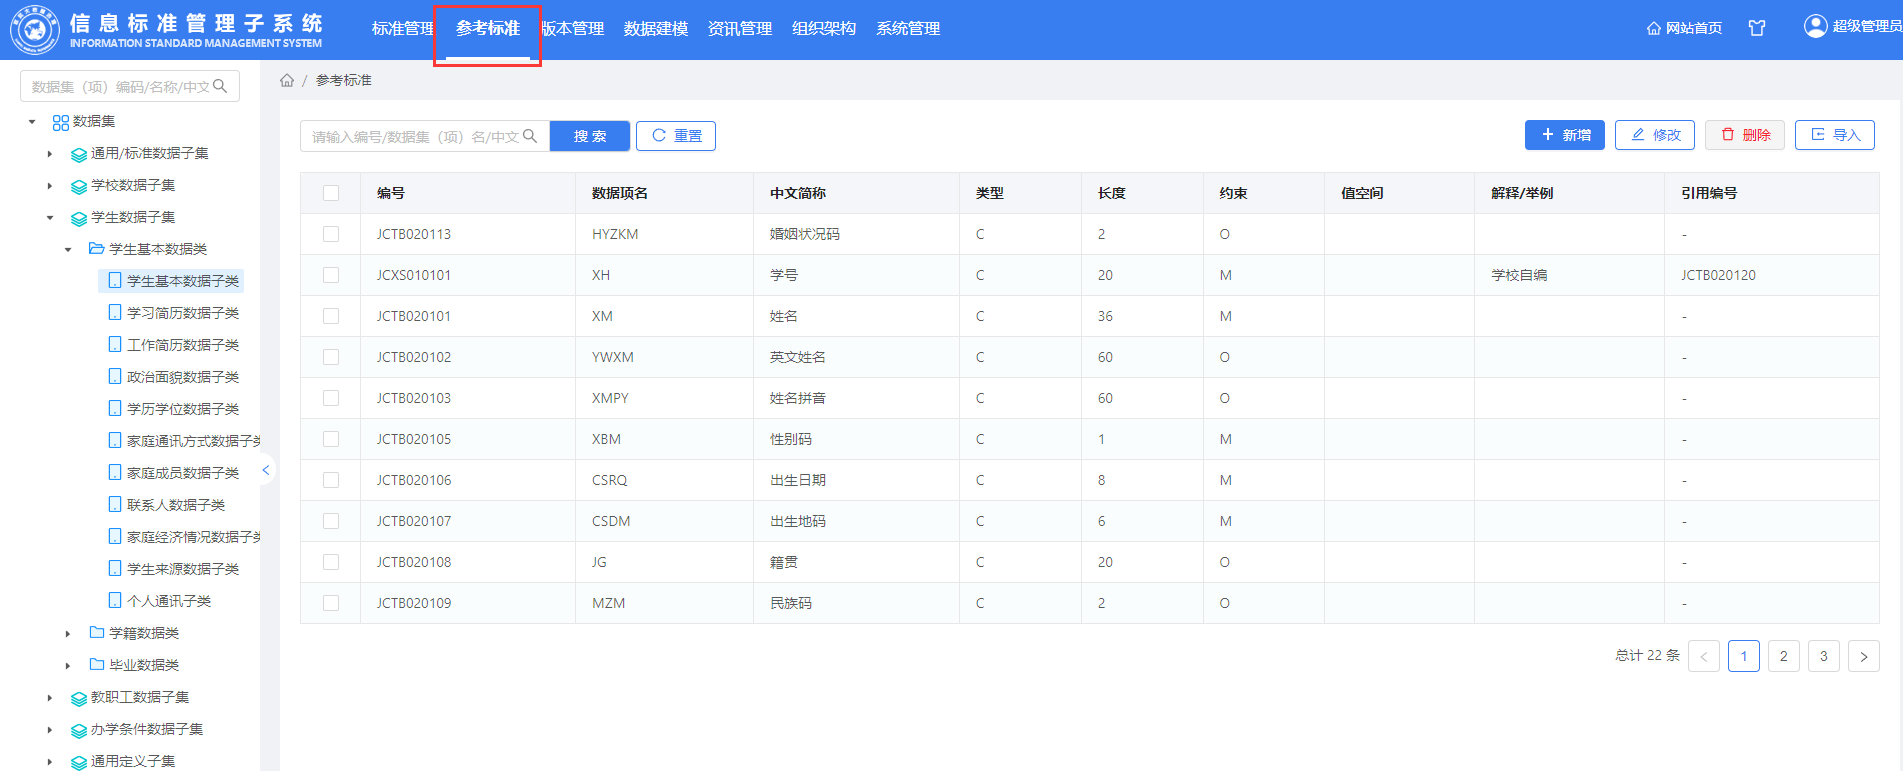 信息标准管理子系统
INFORMATION STANDARD MANAGEMENT SYSTEM
标准管理 参考标准 版本管理 数据建模 资讯管理 组织架构 系统管理
网站首页 超级管理员
数据集（项）编码/名称/中文
数据集
通用/标准数据子集
学校数据子集
学生数据子集
学生基本数据类
学生基本数据子类
学习简历数据子类
工作简历数据子类
政治面貌数据子类
学历学位数据子类
家庭通讯方式数据子类
家庭成员数据子类
联系人数据子类
家庭经济情况数据子类
学生来源数据子类
个人通讯子类
学籍数据类
毕业数据类
教职工数据子集
办学条件数据子集
通用定义子集
/ 参考标准
请输入编号/数据集（项）名/中文 搜 索 重置 新增 修改 删除 导入
编号 数据项名 中文简称 类型 长度 约束 值空间 解释/举例 引用编号
JCTB020113 HYZKM 婚姻状况码 C 2 O -
JCXS010101 XH 学号 C 20 M 学校自编 JCTB020120
JCTB020101 XM 姓名 C 36 M -
JCTB020102 YWXM 英文姓名 C 60 O -
JCTB020103 XMPY 姓名拼音 C 60 O -
JCTB020105 XBM 性别码 C 1 M -
JCTB020106 CSRQ 出生日期 C 8 M -
JCTB020107 CSDM 出生地码 C 6 M -
JCTB020108 JG 籍贯 C 20 O -
JCTB020109 MZM 民族码 C 2 O -
总计 22 条 < 1 2 3 >